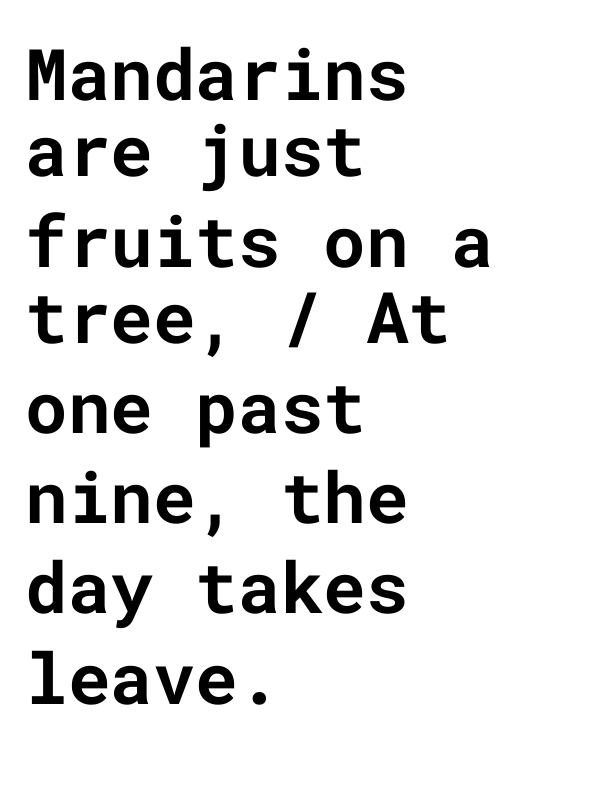 Mandarins
are just
fruits on a
tree, / At
one past
nine, the
day takes
leave.